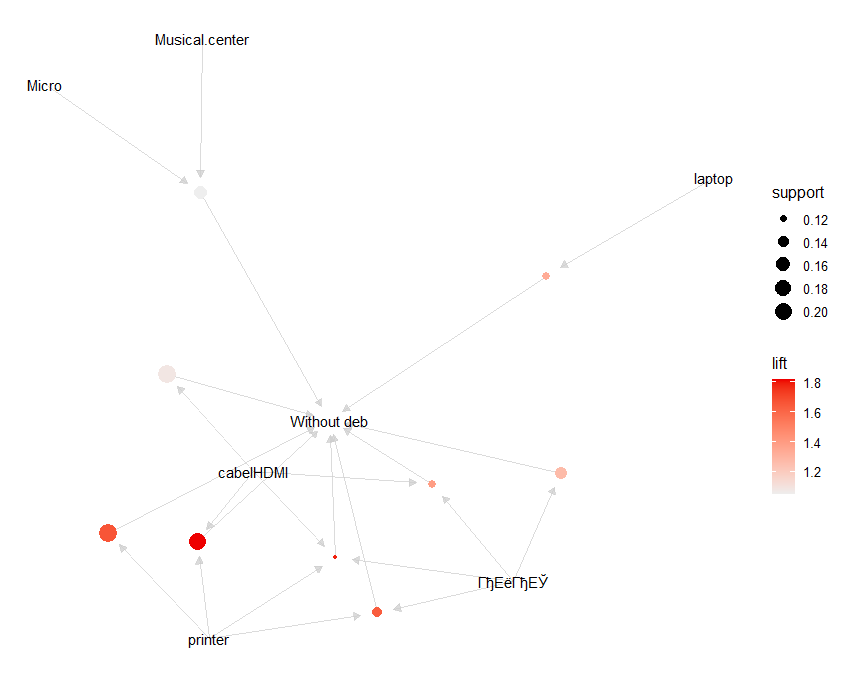 Musical.center
Micro
laptop
support
0.12
0.14
0.16
0.18
0.20
lift
1.8
1.6
1.4
1.2
Without deb
cabelHDMI
ГђЕёГђЕЎ
printer